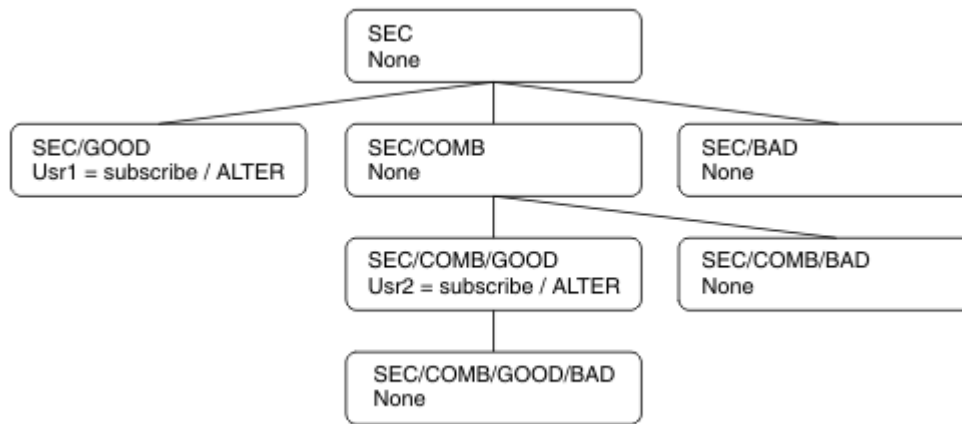 SEC
None
SEC/GOOD
Usr1 = subscribe / ALTER
SEC/COMB
None
SEC/BAD
None
SEC/COMB/GOOD
Usr2 = subscribe / ALTER
SEC/COMB/BAD
None
SEC/COMB/GOOD/BAD
None